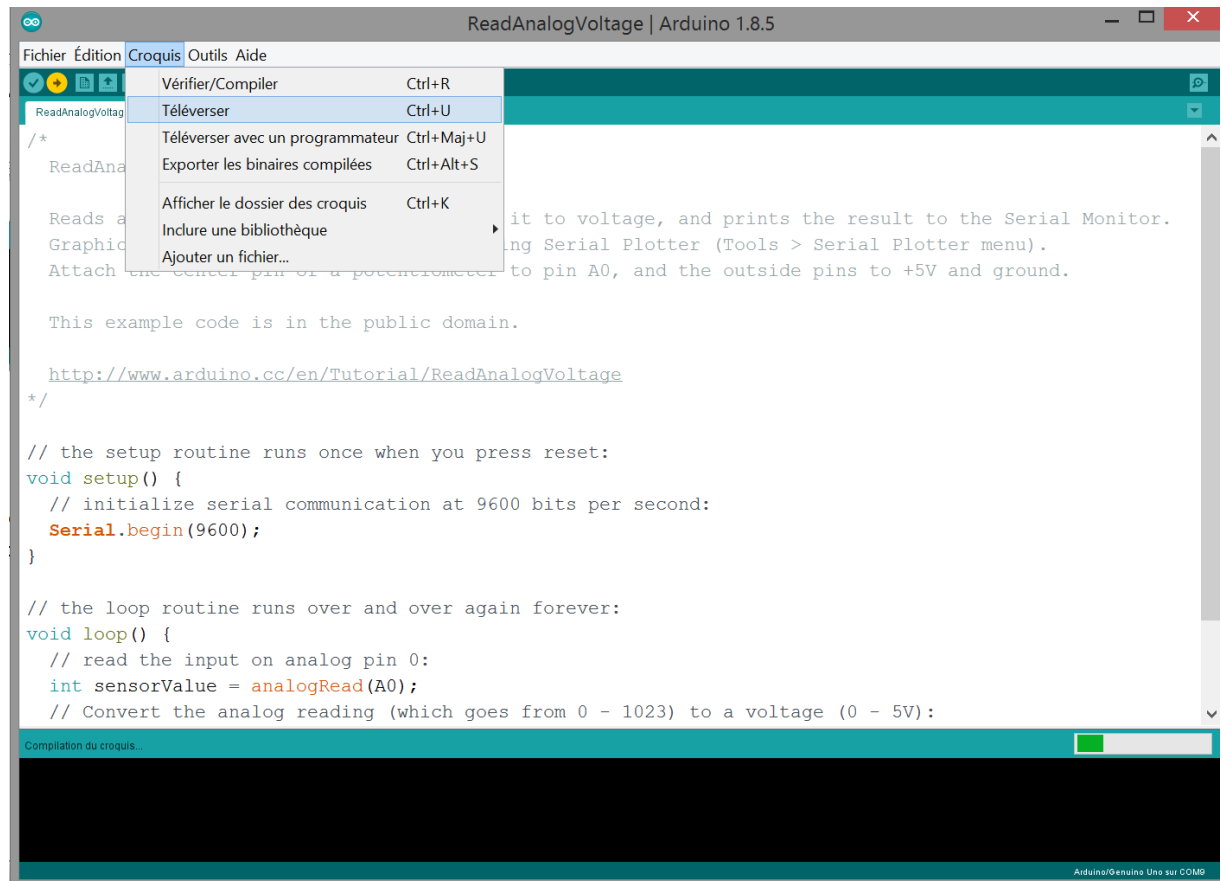 ReadAnalogVoltage | Arduino 1.8.5
Fichier Édition Croquis Outils Aide
Vérifier/Compiler Ctrl+R
Téléverser Ctrl+U
Téléverser avec un programmateur Ctrl+Maj+U
Exporter les binaires compilées Ctrl+Alt+S
Afficher le dossier des croquis Ctrl+K
Inclure une bibliothèque
Ajouter un fichier...
ReadAnalogVoltag
/*
ReadAna
Reads a it to voltage, and prints the result to the Serial Monitor.
Graphic ng Serial Plotter (Tools > Serial Plotter menu).
Attach the center pin of a potentiometer to pin A0, and the outside pins to +5V and ground.
This example code is in the public domain.
http://www.arduino.cc/en/Tutorial/ReadAnalogVoltage
*/
// the setup routine runs once when you press reset:
void setup() {
// initialize serial communication at 9600 bits per second:
Serial.begin(9600);
}
// the loop routine runs over and over again forever:
void loop() {
// read the input on analog pin 0:
int sensorValue = analogRead(A0);
// Convert the analog reading (which goes from 0 - 1023) to a voltage (0 - 5V):
Compilation du croquis...
Arduino/Genuino Uno sur COM9